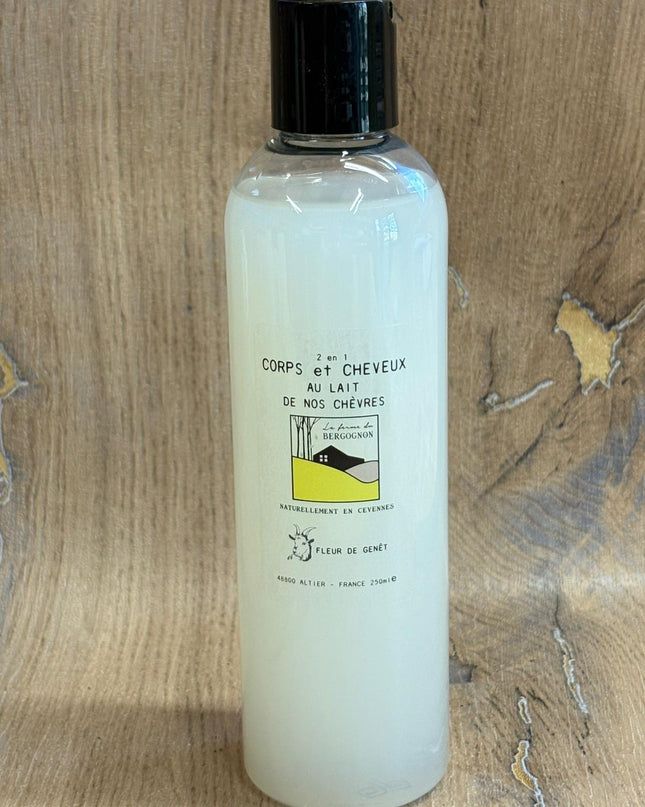 2 en 1
CORPS et CHEVEUX
AU LAIT
DE NOS CHÈVRES
La ferme du
BERGOGNON
NATURELLEMENT EN CEVENNES
FLEUR DE GENÊT
48800 ALTIER - FRANCE 250ml℮